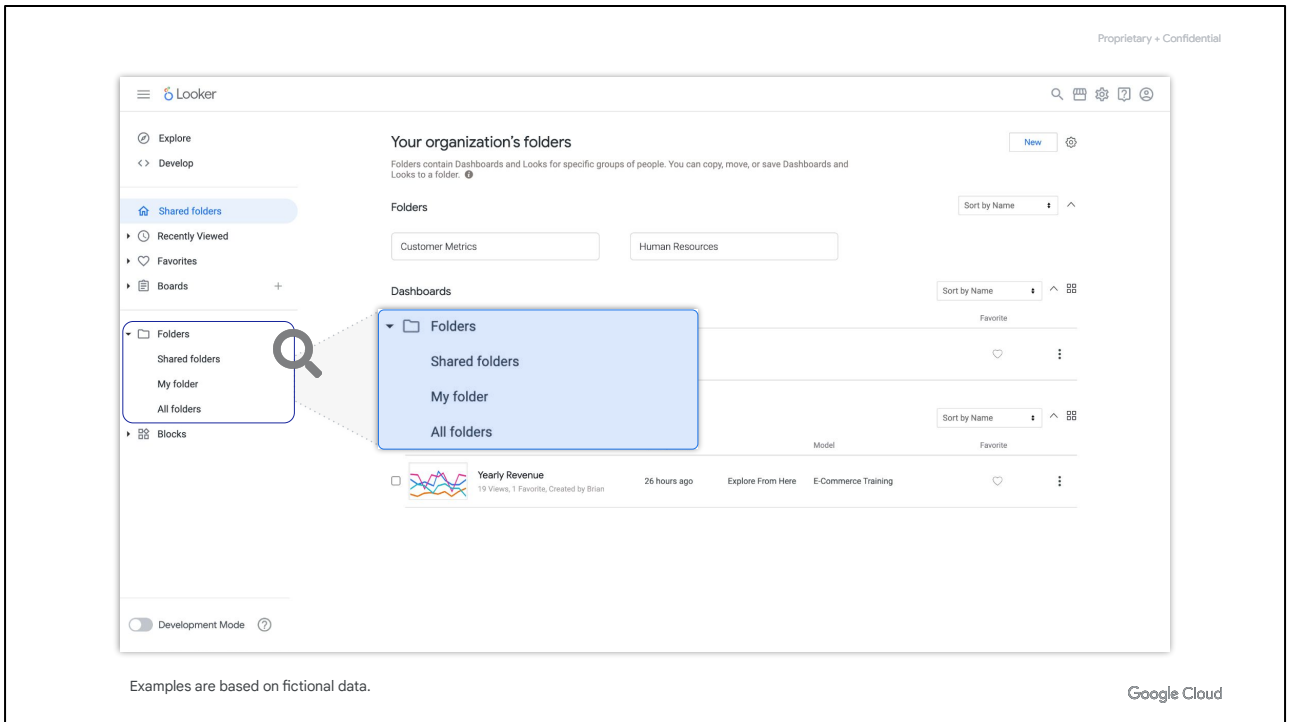 Proprietary + Confidential
Looker
Explore
Develop
Shared folders
Recently Viewed
Favorites
Boards
Folders
Shared folders
My folder
All folders
Blocks
Development Mode
Your organization's folders
New
Folders contain Dashboards and Looks for specific groups of people. You can copy, move, or save Dashboards and
Looks to a folder.
Folders
Sort by Name
Customer Metrics
Human Resources
Dashboards
Sort by Name
Favorite
Folders
Shared folders
My folder
All folders
Sort by Name
Model
Favorite
Yearly Revenue
19 Views, 1 Favorite, Created by Brian
26 hours ago
Explore From Here
E-Commerce Training
Examples are based on fictional data.
Google Cloud